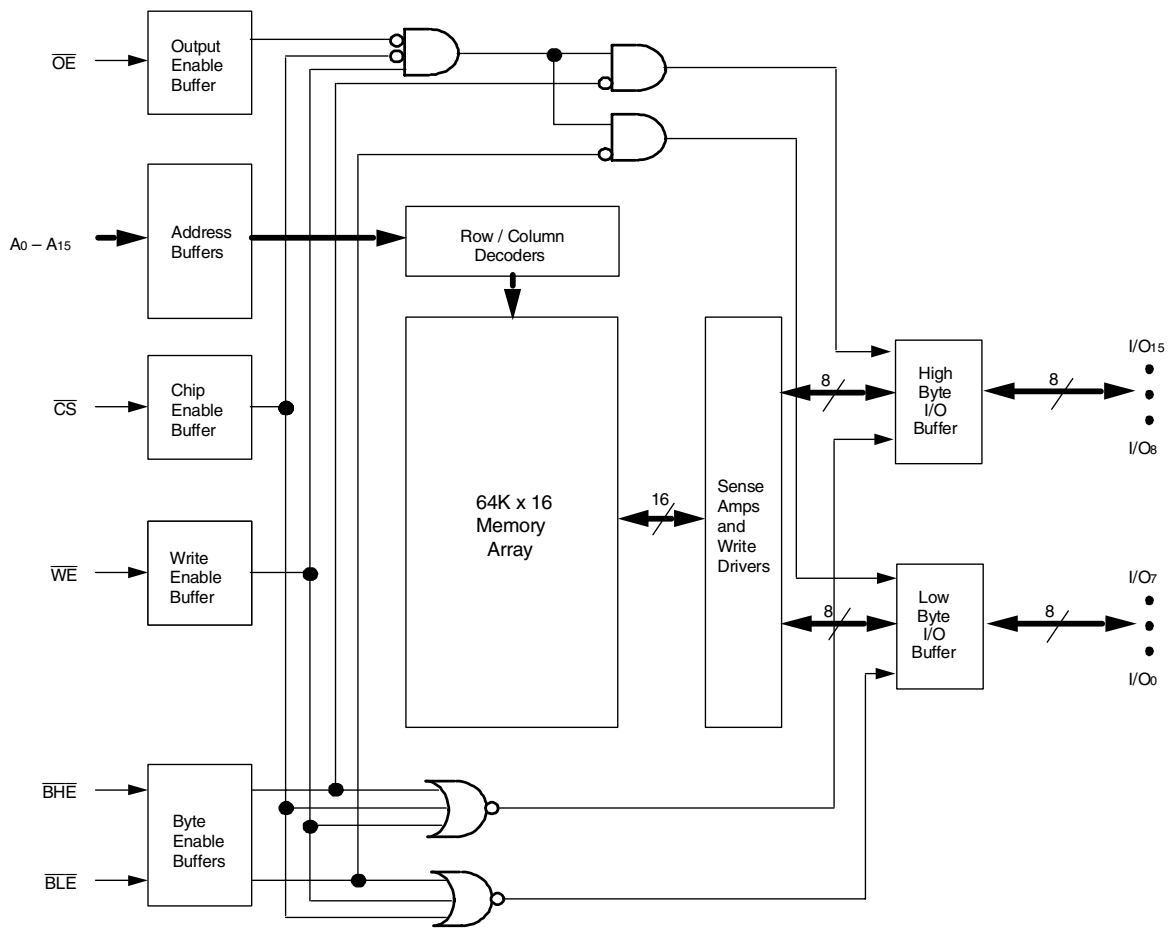 OE
Output
Enable
Buffer
A0 – A15
Address
Buffers
Row / Column
Decoders
CS
Chip
Enable
Buffer
WE
Write
Enable
Buffer
64K x 16
Memory
Array
16
Sense
Amps
and
Write
Drivers
8
High
Byte
I/O
Buffer
8
I/O15
I/O8
8
Low
Byte
I/O
Buffer
8
I/O7
I/O0
BHE
BLE
Byte
Enable
Buffers